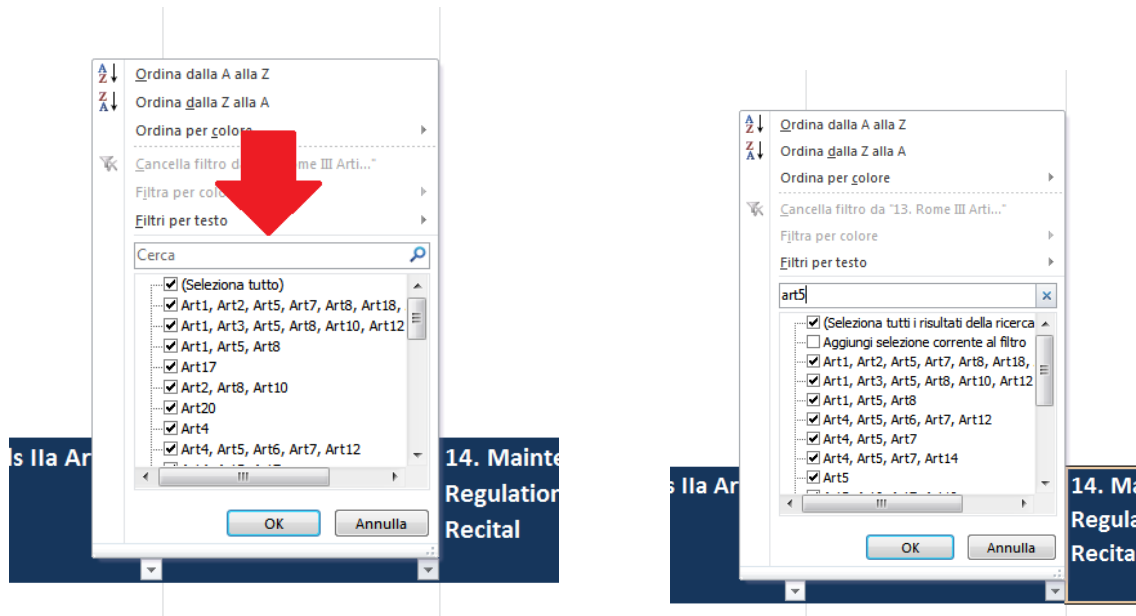 Ordina dalla A alla Z
Ordina dalla Z alla A
Ordina per colore
Cancella filtro d me III Arti..."
Filtra per colo
Filtri per testo
Cerca
(Seleziona tutto)
Art1, Art2, Art5, Art7, Art8, Art18,
Art1, Art3, Art5, Art8, Art10, Art12
Art1, Art5, Art8
Art17
Art2, Art8, Art10
Art20
Art4
Art4, Art5, Art6, Art7, Art12
OK Annulla
ls IIa Ar
14. Mainte
Regulation
Recital
Ordina dalla A alla Z
Ordina dalla Z alla A
Ordina per colore
Cancella filtro da "13. Rome III Arti..."
Filtra per colore
Filtri per testo
art5
(Seleziona tutti i risultati della ricerca
Aggiungi selezione corrente al filtro
Art1, Art2, Art5, Art7, Art8, Art18,
Art1, Art3, Art5, Art8, Art10, Art12
Art1, Art5, Art8
Art4, Art5, Art6, Art7, Art12
Art4, Art5, Art7
Art4, Art5, Art7, Art14
Art5
OK Annulla
s IIa Ar
14. Ma
Regula
Recita